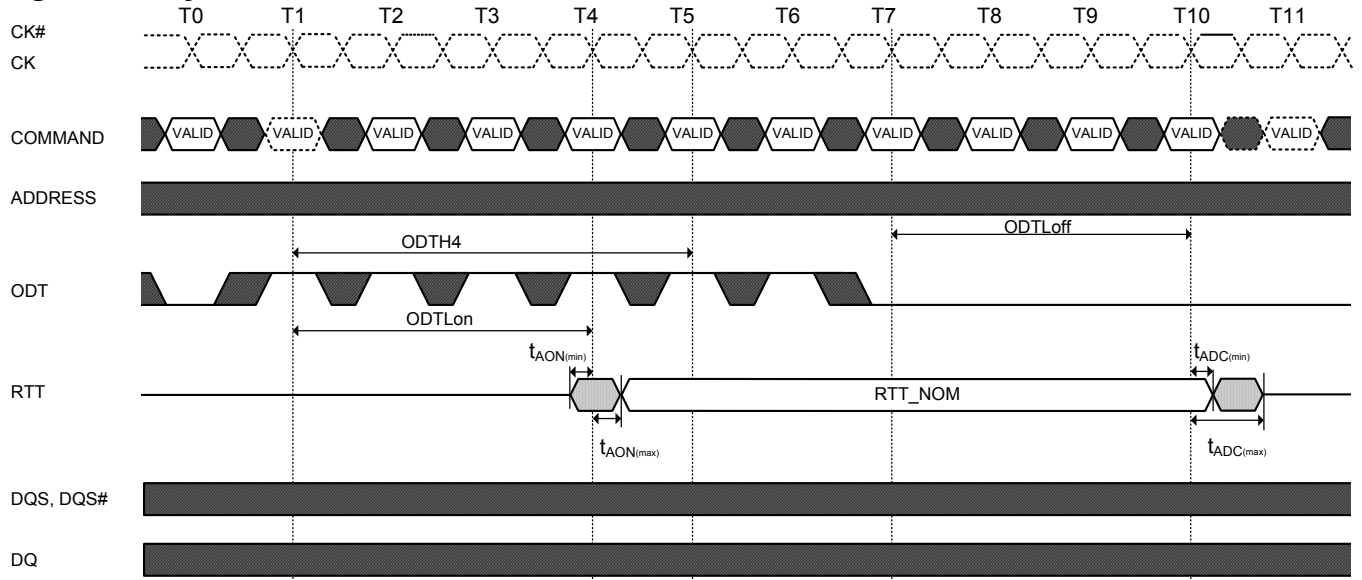 T0 T1 T2 T3 T4 T5 T6 T7 T8 T9 T10 T11
CK#
CK
COMMAND VALID VALID VALID VALID VALID VALID VALID VALID VALID VALID VALID VALID
ADDRESS
ODTLoff
ODTH4
ODT
ODTLon
tAON(min) tADC(min)
RTT RTT_NOM
tAON(max) tADC(max)
DQS, DQS#
DQ